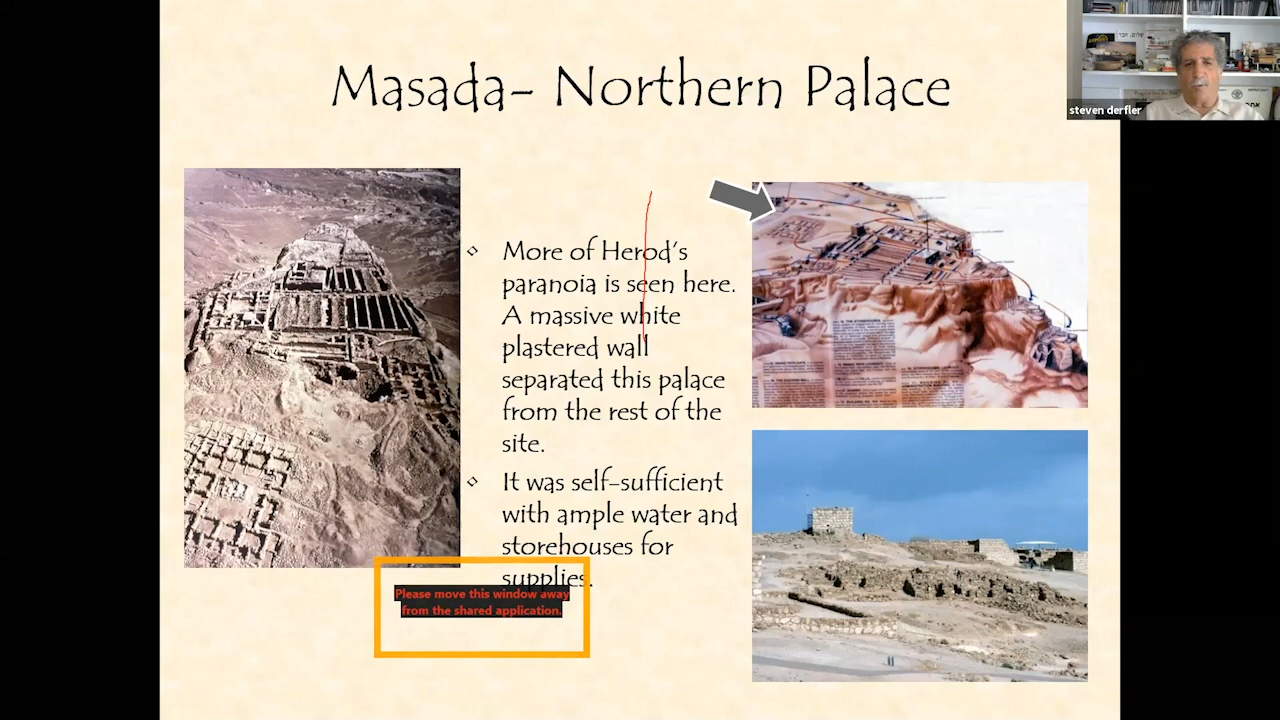 Masada- Northern Palace
steven derfler
More of Herod's
paranoia is seen here.
A massive white
plastered wall
separated this palace
from the rest of the
site.
It was self-sufficient
with ample water and
storehouses for
supplies.
Please move this window away
from the shared application.